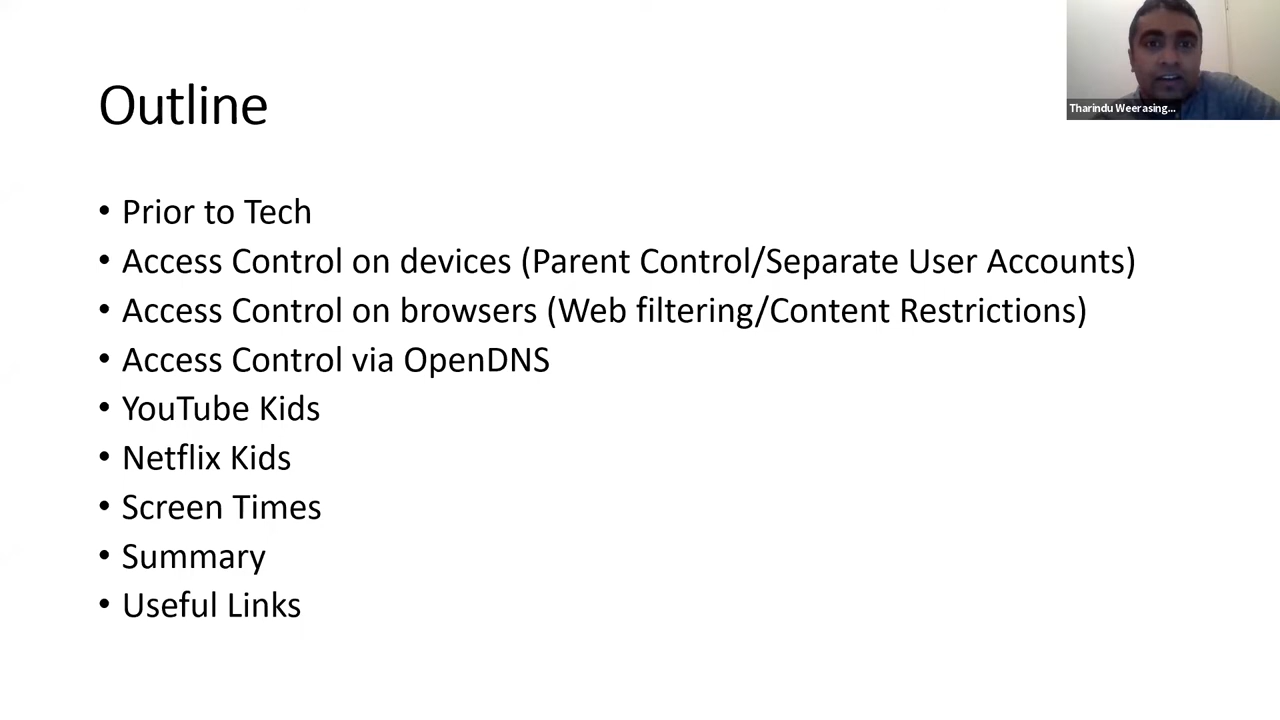 Tharindu Weerasing...
Outline
• Prior to Tech
• Access Control on devices (Parent Control/Separate User Accounts)
• Access Control on browsers (Web filtering/Content Restrictions)
• Access Control via OpenDNS
• YouTube Kids
• Netflix Kids
• Screen Times
• Summary
• Useful Links